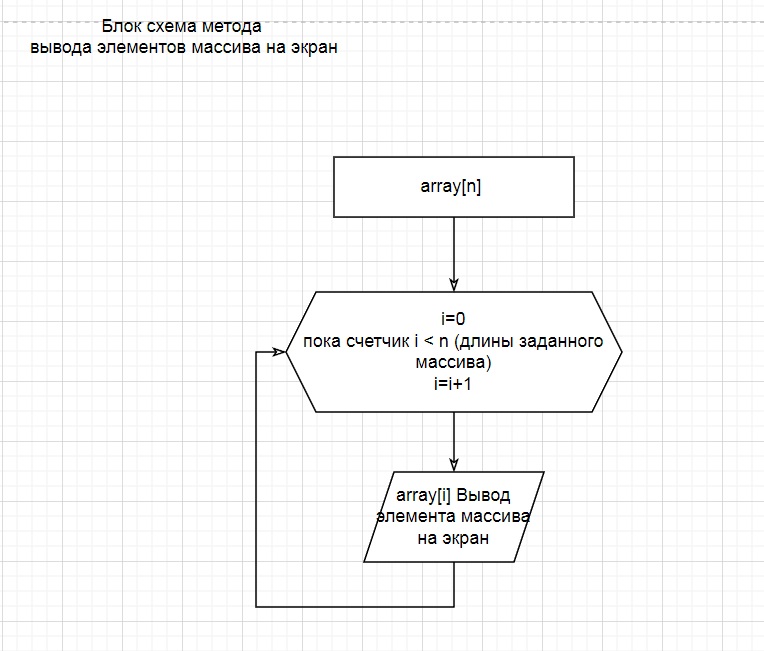 Блок схема метода
вывода элементов массива на экран
array[n]
i=0
пока счетчик i < n (длины заданного
массива)
i=i+1
array[i] Вывод
элемента массива
на экран